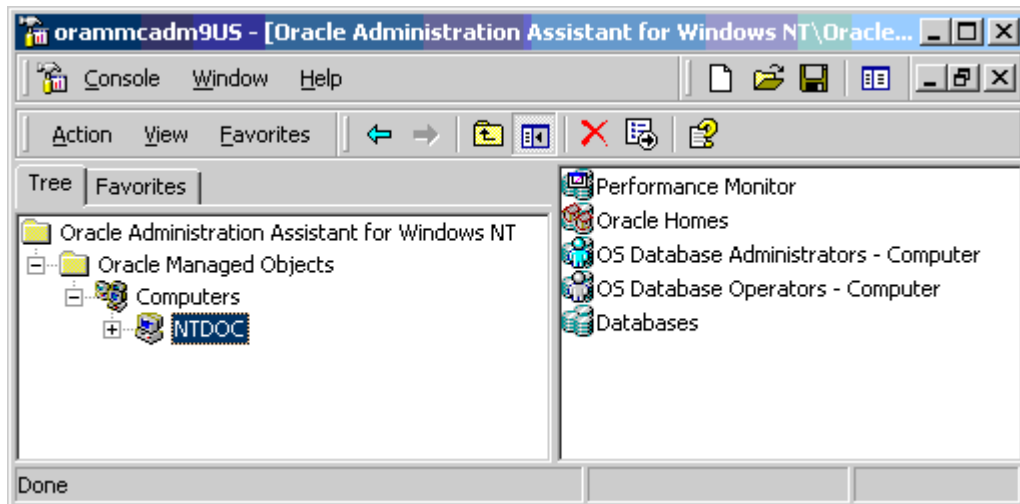 orammcadm9US - [Oracle Administration Assistant for Windows NT\Oracle...
Console Window Help
Action View Favorites
Tree Favorites
Oracle Administration Assistant for Windows NT
Oracle Managed Objects
Computers
NTDOC
Performance Monitor
Oracle Homes
OS Database Administrators - Computer
OS Database Operators - Computer
Databases
Done